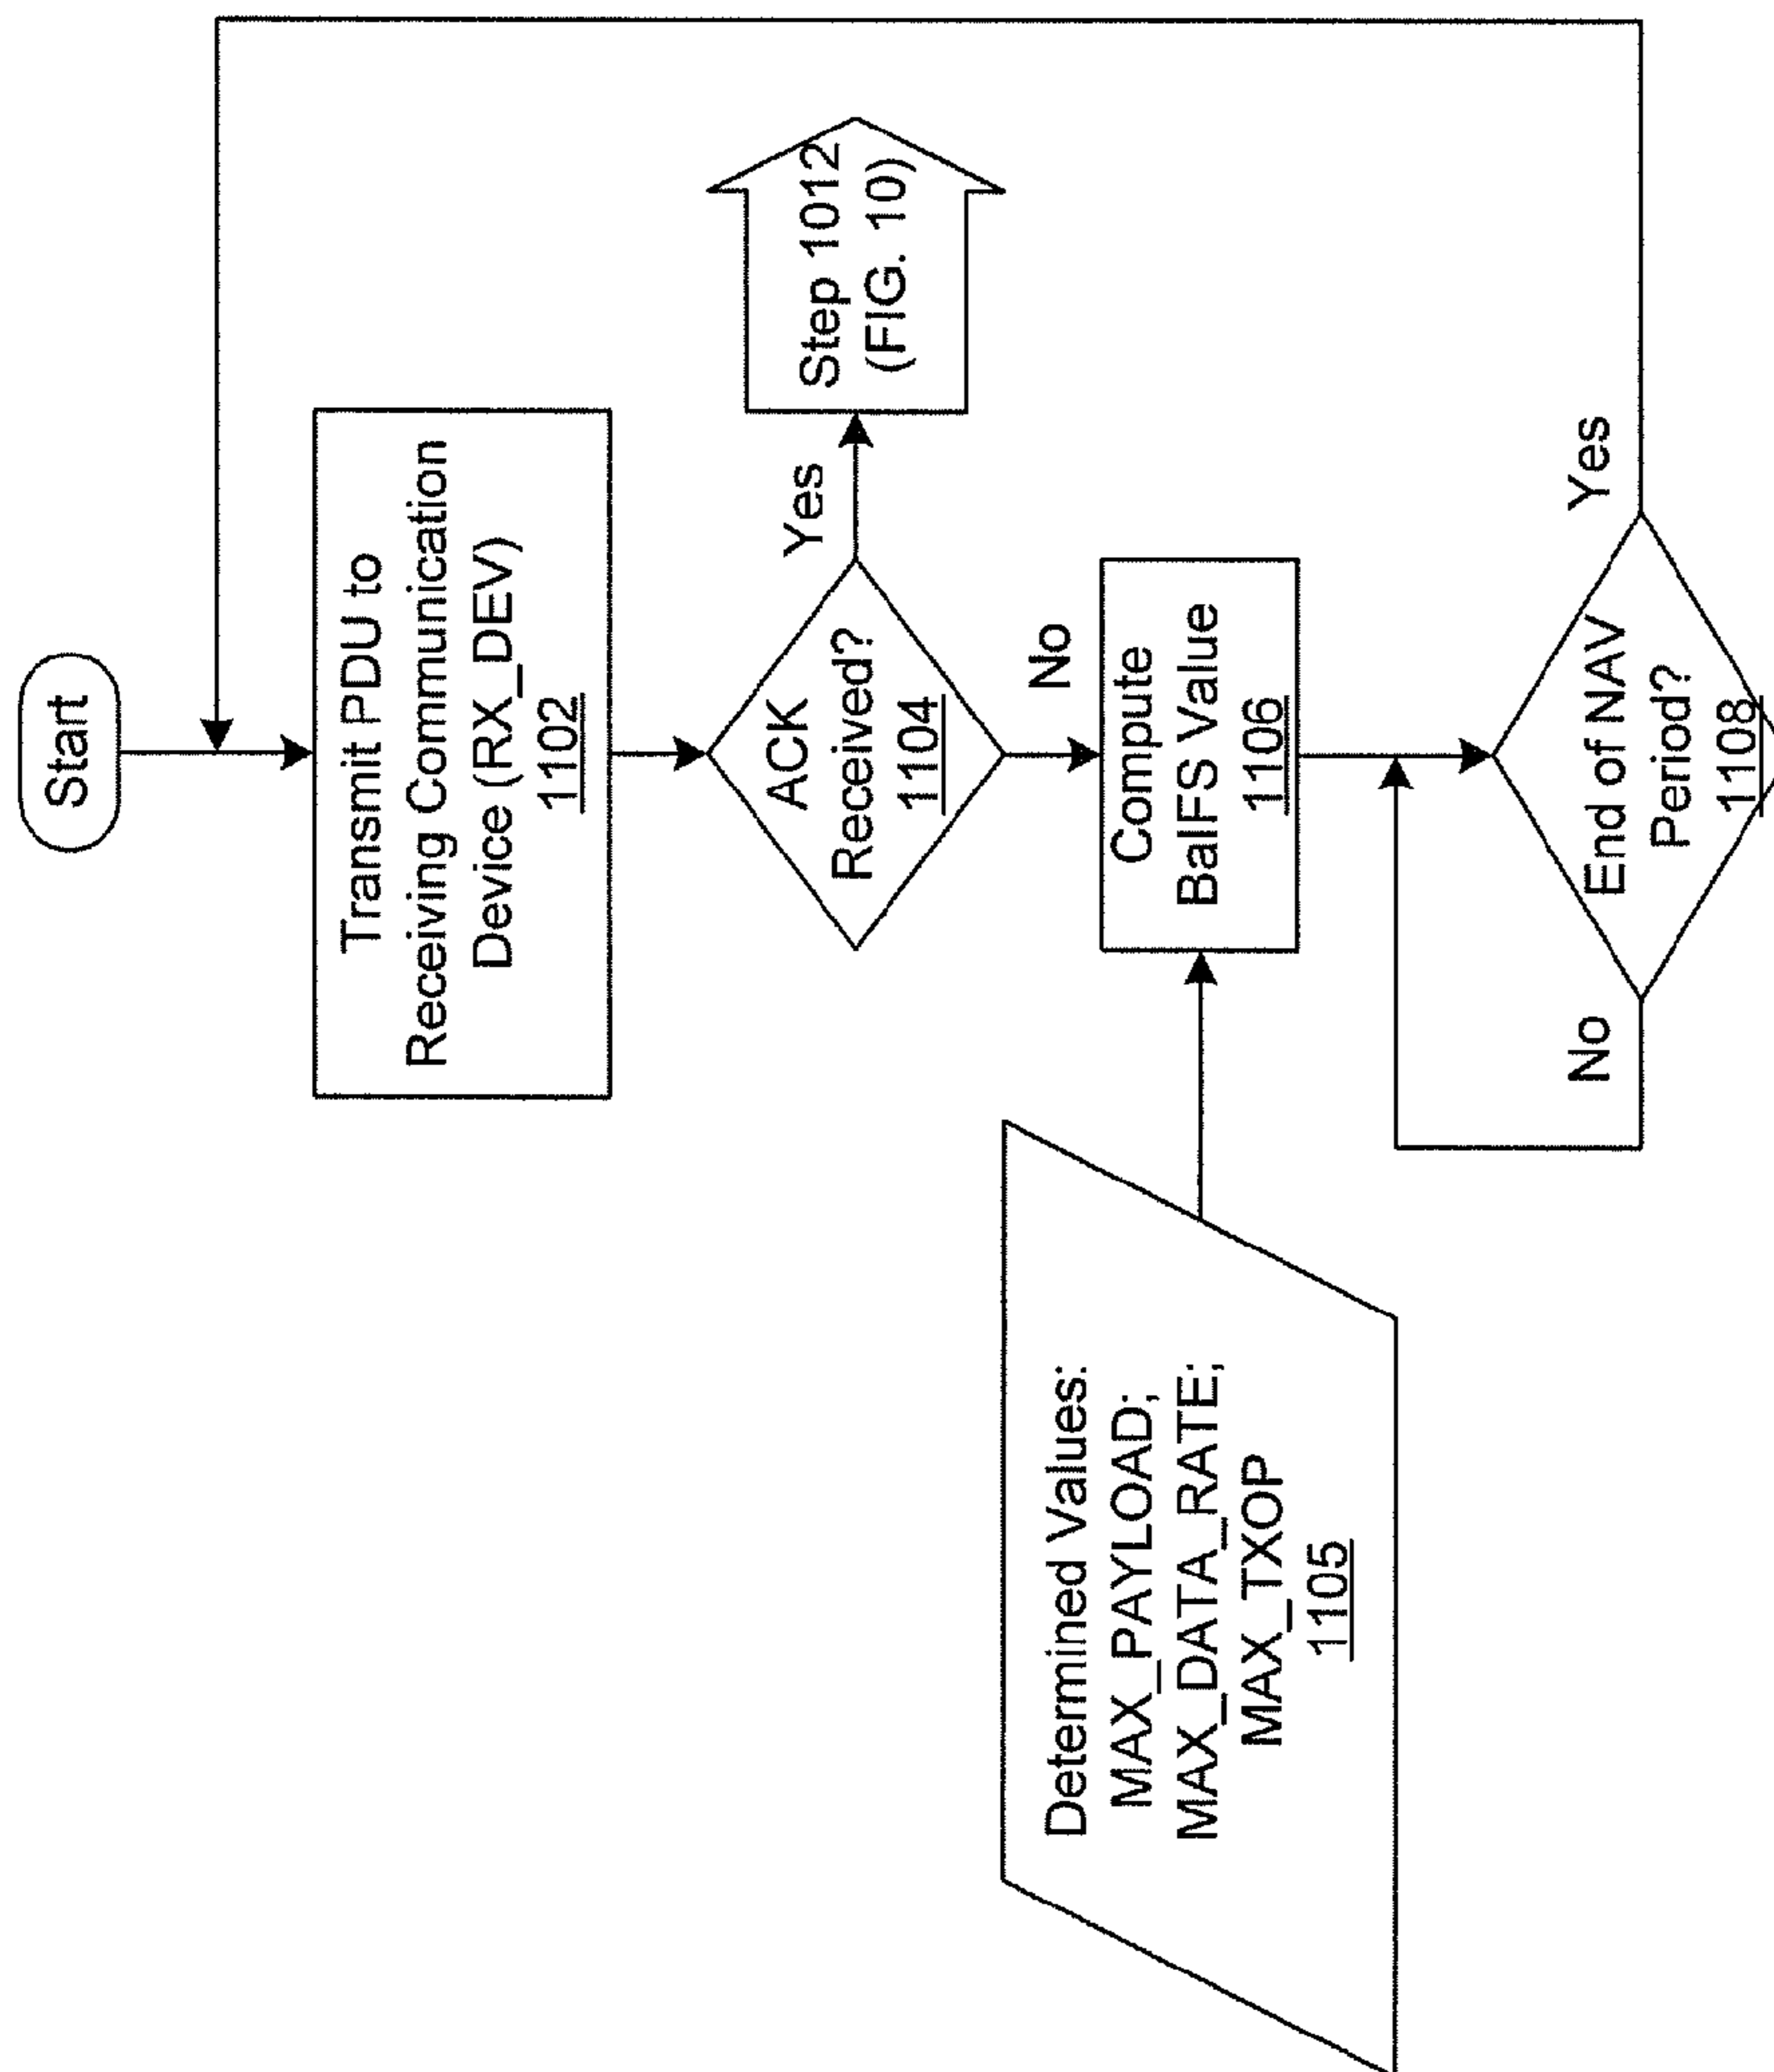 Start
Transmit PDU to
Receiving Communication
Device (RX_DEV)
1102
ACK
Received?
1104
Yes
Step 1012
(FIG. 10)
No
Determined Values:
MAX_PAYLOAD;
MAX_DATA_RATE;
MAX_TXOP
1105
Compute
BaIFS Value
1106
End of NAV
Period?
1108
No
Yes